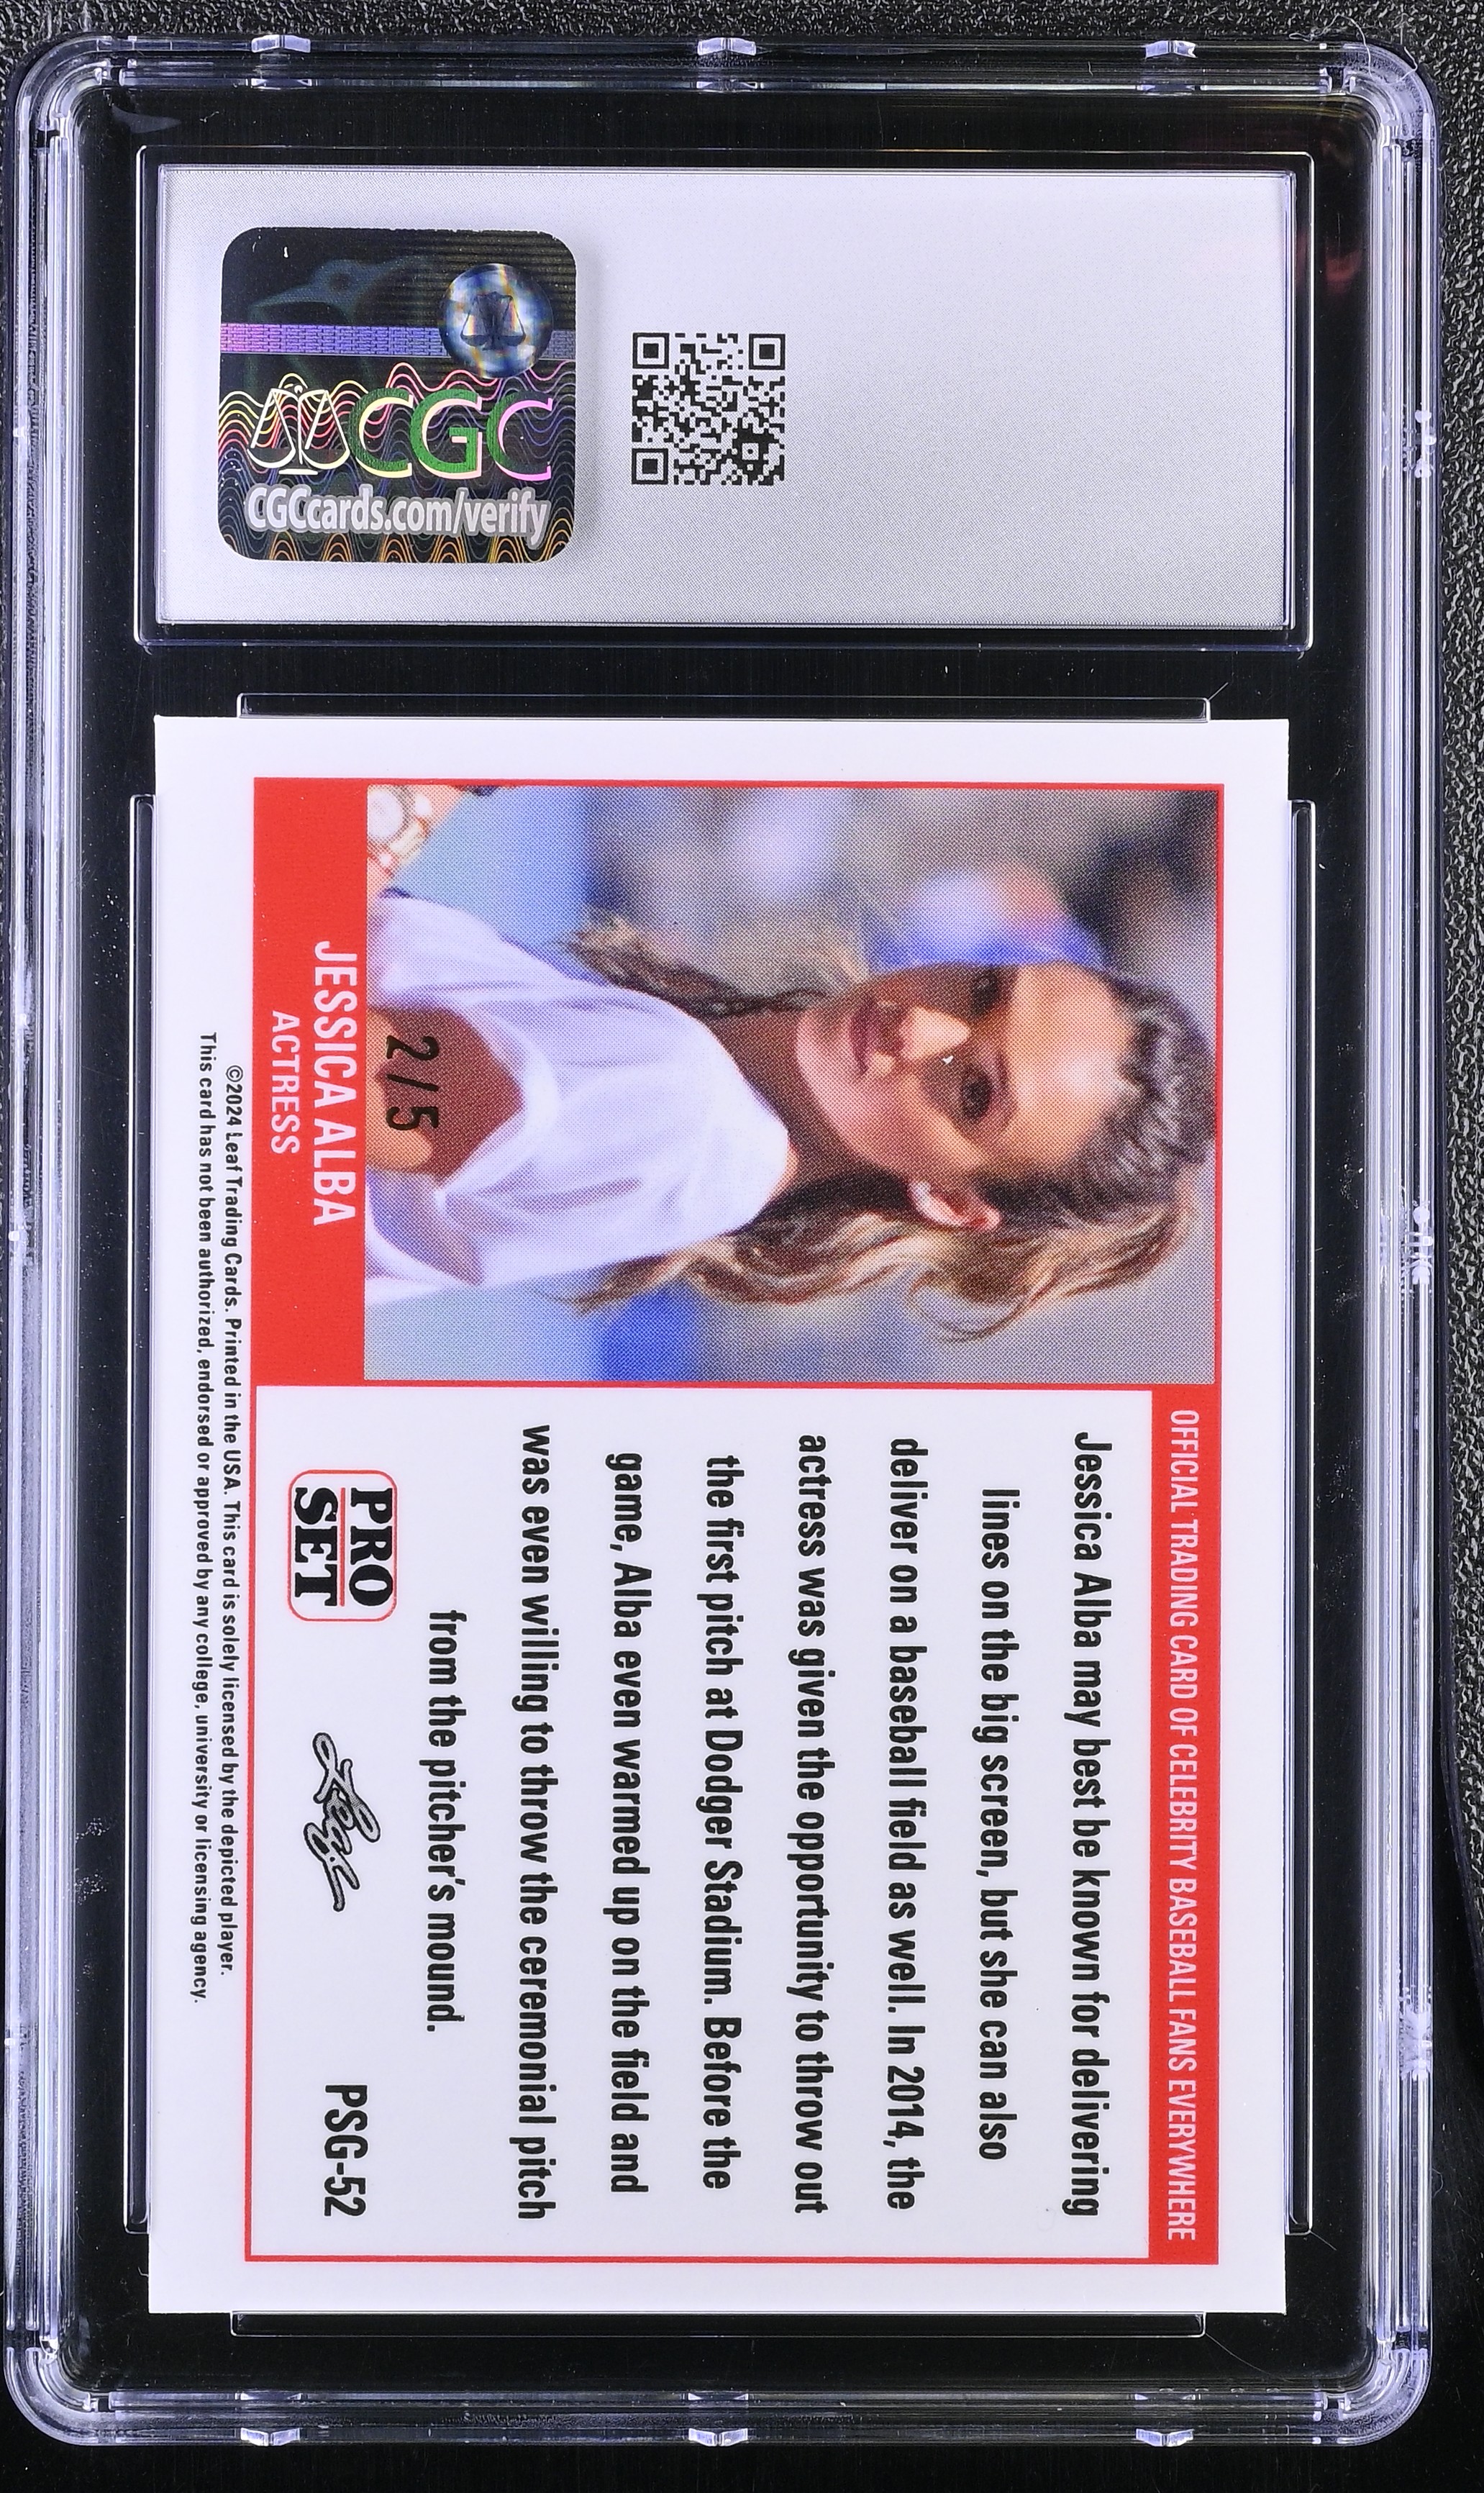 CGC
CGCcards.com/verify
OFFICIAL TRADING CARD OF CELEBRITY BASEBALL FANS EVERYWHERE
Jessica Alba may best be known for delivering
lines on the big screen, but she can also
deliver on a baseball field as well. In 2014, the
actress was given the opportunity to throw out
the first pitch at Dodger Stadium. Before the
game, Alba even warmed up on the field and
was even willing to throw the ceremonial pitch
from the pitcher's mound.
2/5
JESSICA ALBA
ACTRESS
PRO
SET
Leaf
PSG-52
©2024 Leaf Trading Cards. Printed in the USA. This card is solely licensed by the depicted player.
This card has not been authorized, endorsed or approved by any college, university or licensing agency.